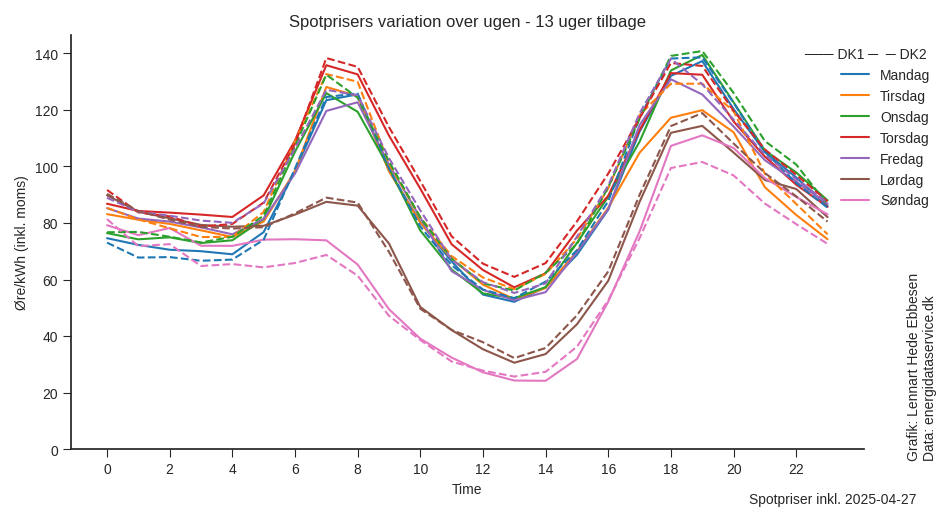 Spotprisers variation over ugen - 13 uger tilbage
Øre/kWh (inkl. moms)
140
120
100
80
60
40
20
0
0 2 4 6 8 10 12 14 16 18 20 22
Time
DK1 DK2
Mandag
Tirsdag
Onsdag
Torsdag
Fredag
Lørdag
Søndag
Grafik: Lennart Hede Ebbesen
Data: energidataservice.dk
Spotpriser inkl. 2025-04-27